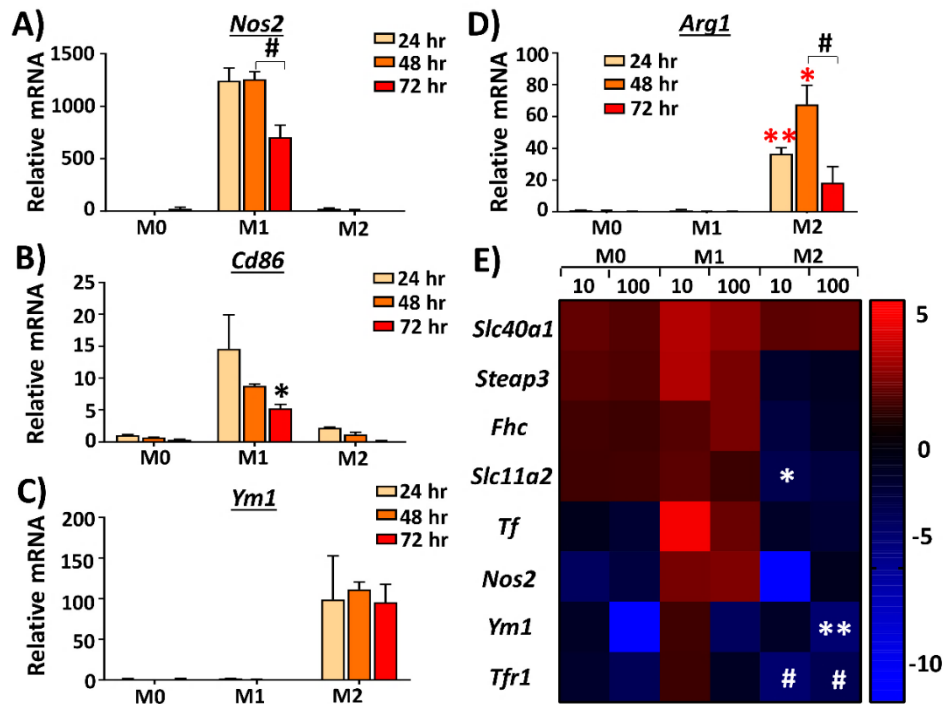 A)
Nos2
Relative mRNA
1500
1000
500
0
24 hr
48 hr
72 hr
#
M0 M1 M2
B)
Cd86
Relative mRNA
25
20
15
10
5
0
24 hr
48 hr
72 hr
*
M0 M1 M2
C)
Ym1
Relative mRNA
200
150
100
50
0
24 hr
48 hr
72 hr
M0 M1 M2
D)
Arg1
Relative mRNA
100
80
60
40
20
0
24 hr
48 hr
72 hr
#
*
**
M0 M1 M2
E)
M0 M1 M2
10 100 10 100 10 100
Slc40a1
Steap3
Fhc
Slc11a2 *
Tf
Nos2
Ym1 **
Tfr1 # #
5
0
-5
-10